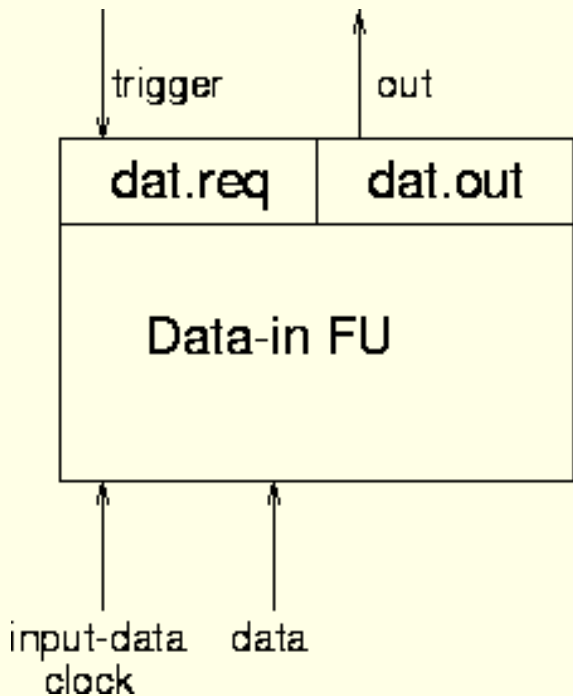 trigger
out
dat.req
dat.out
Data-in FU
input-data
clock
data